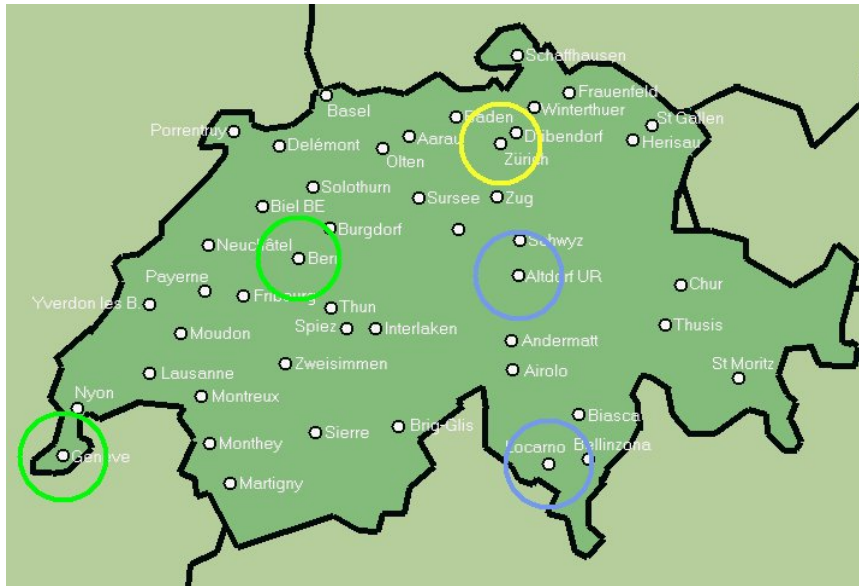 Schaffhausen
Frauenfeld
Basel
Winterthuer
Baden
St Gallen
Porrentruy
Dübendorf
Aarau
Herisau
Delémont
Olten
Zürich
Solothurn
Sursee
Zug
Biel BE
Burgdorf
Schwyz
Neuchâtel
Bern
Payerne
Altdorf UR
Chur
Fribourg
Yverdon les B.
Thun
Spiez
Interlaken
Thusis
Moudon
Andermatt
Zweisimmen
Airolo
St Moritz
Lausanne
Nyon
Montreux
Biasca
Brig-Glis
Sierre
Monthey
Locarno
Bellinzona
Genève
Martigny